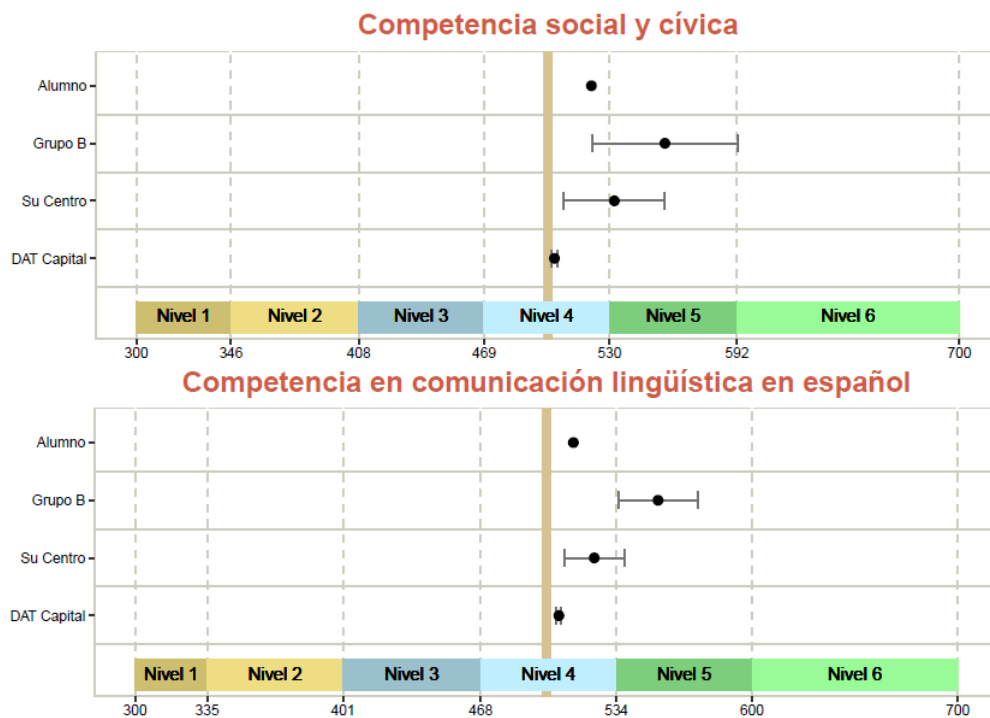 Competencia social y cívica
Alumno
Grupo B
Su Centro
DAT Capital
Nivel 1 Nivel 2 Nivel 3 Nivel 4 Nivel 5 Nivel 6
300 346 408 469 530 592 700
Competencia en comunicación lingüística en español
Alumno
Grupo B
Su Centro
DAT Capital
Nivel 1 Nivel 2 Nivel 3 Nivel 4 Nivel 5 Nivel 6
300 335 401 468 534 600 700